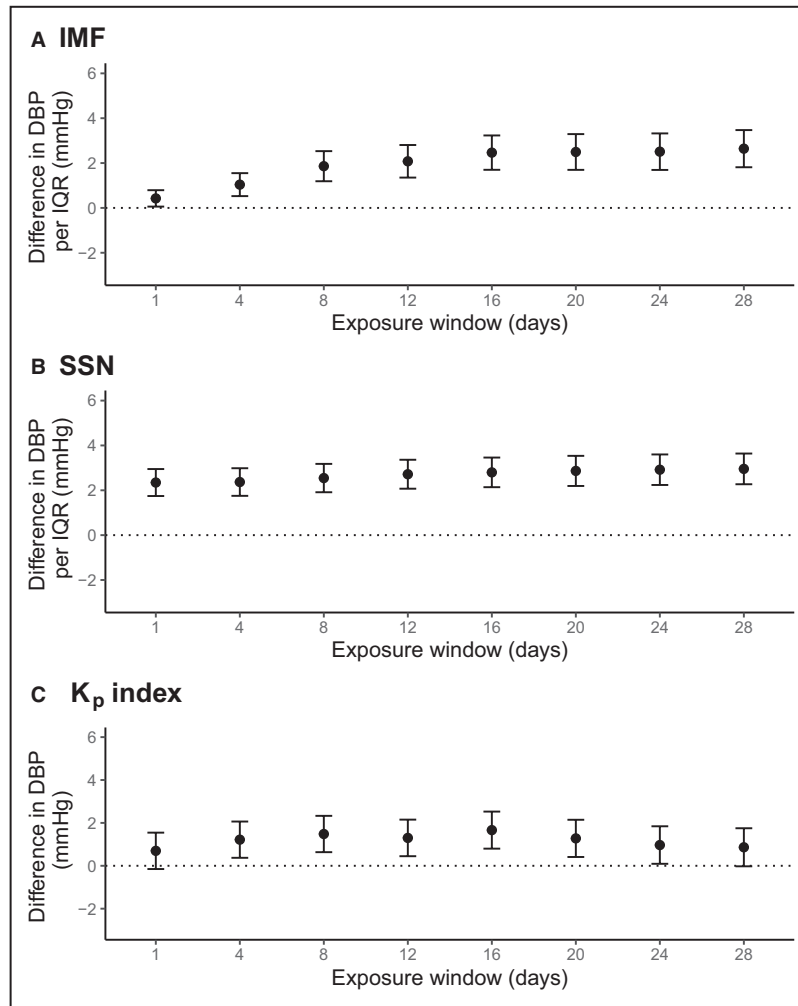 A IMF
Difference in DBP
per IQR (mmHg)
6
4
2
0
−2
1 4 8 12 16 20 24 28
Exposure window (days)
B SSN
Difference in DBP
per IQR (mmHg)
6
4
2
0
−2
1 4 8 12 16 20 24 28
Exposure window (days)
C Kp index
Difference in DBP
(mmHg)
6
4
2
0
−2
1 4 8 12 16 20 24 28
Exposure window (days)